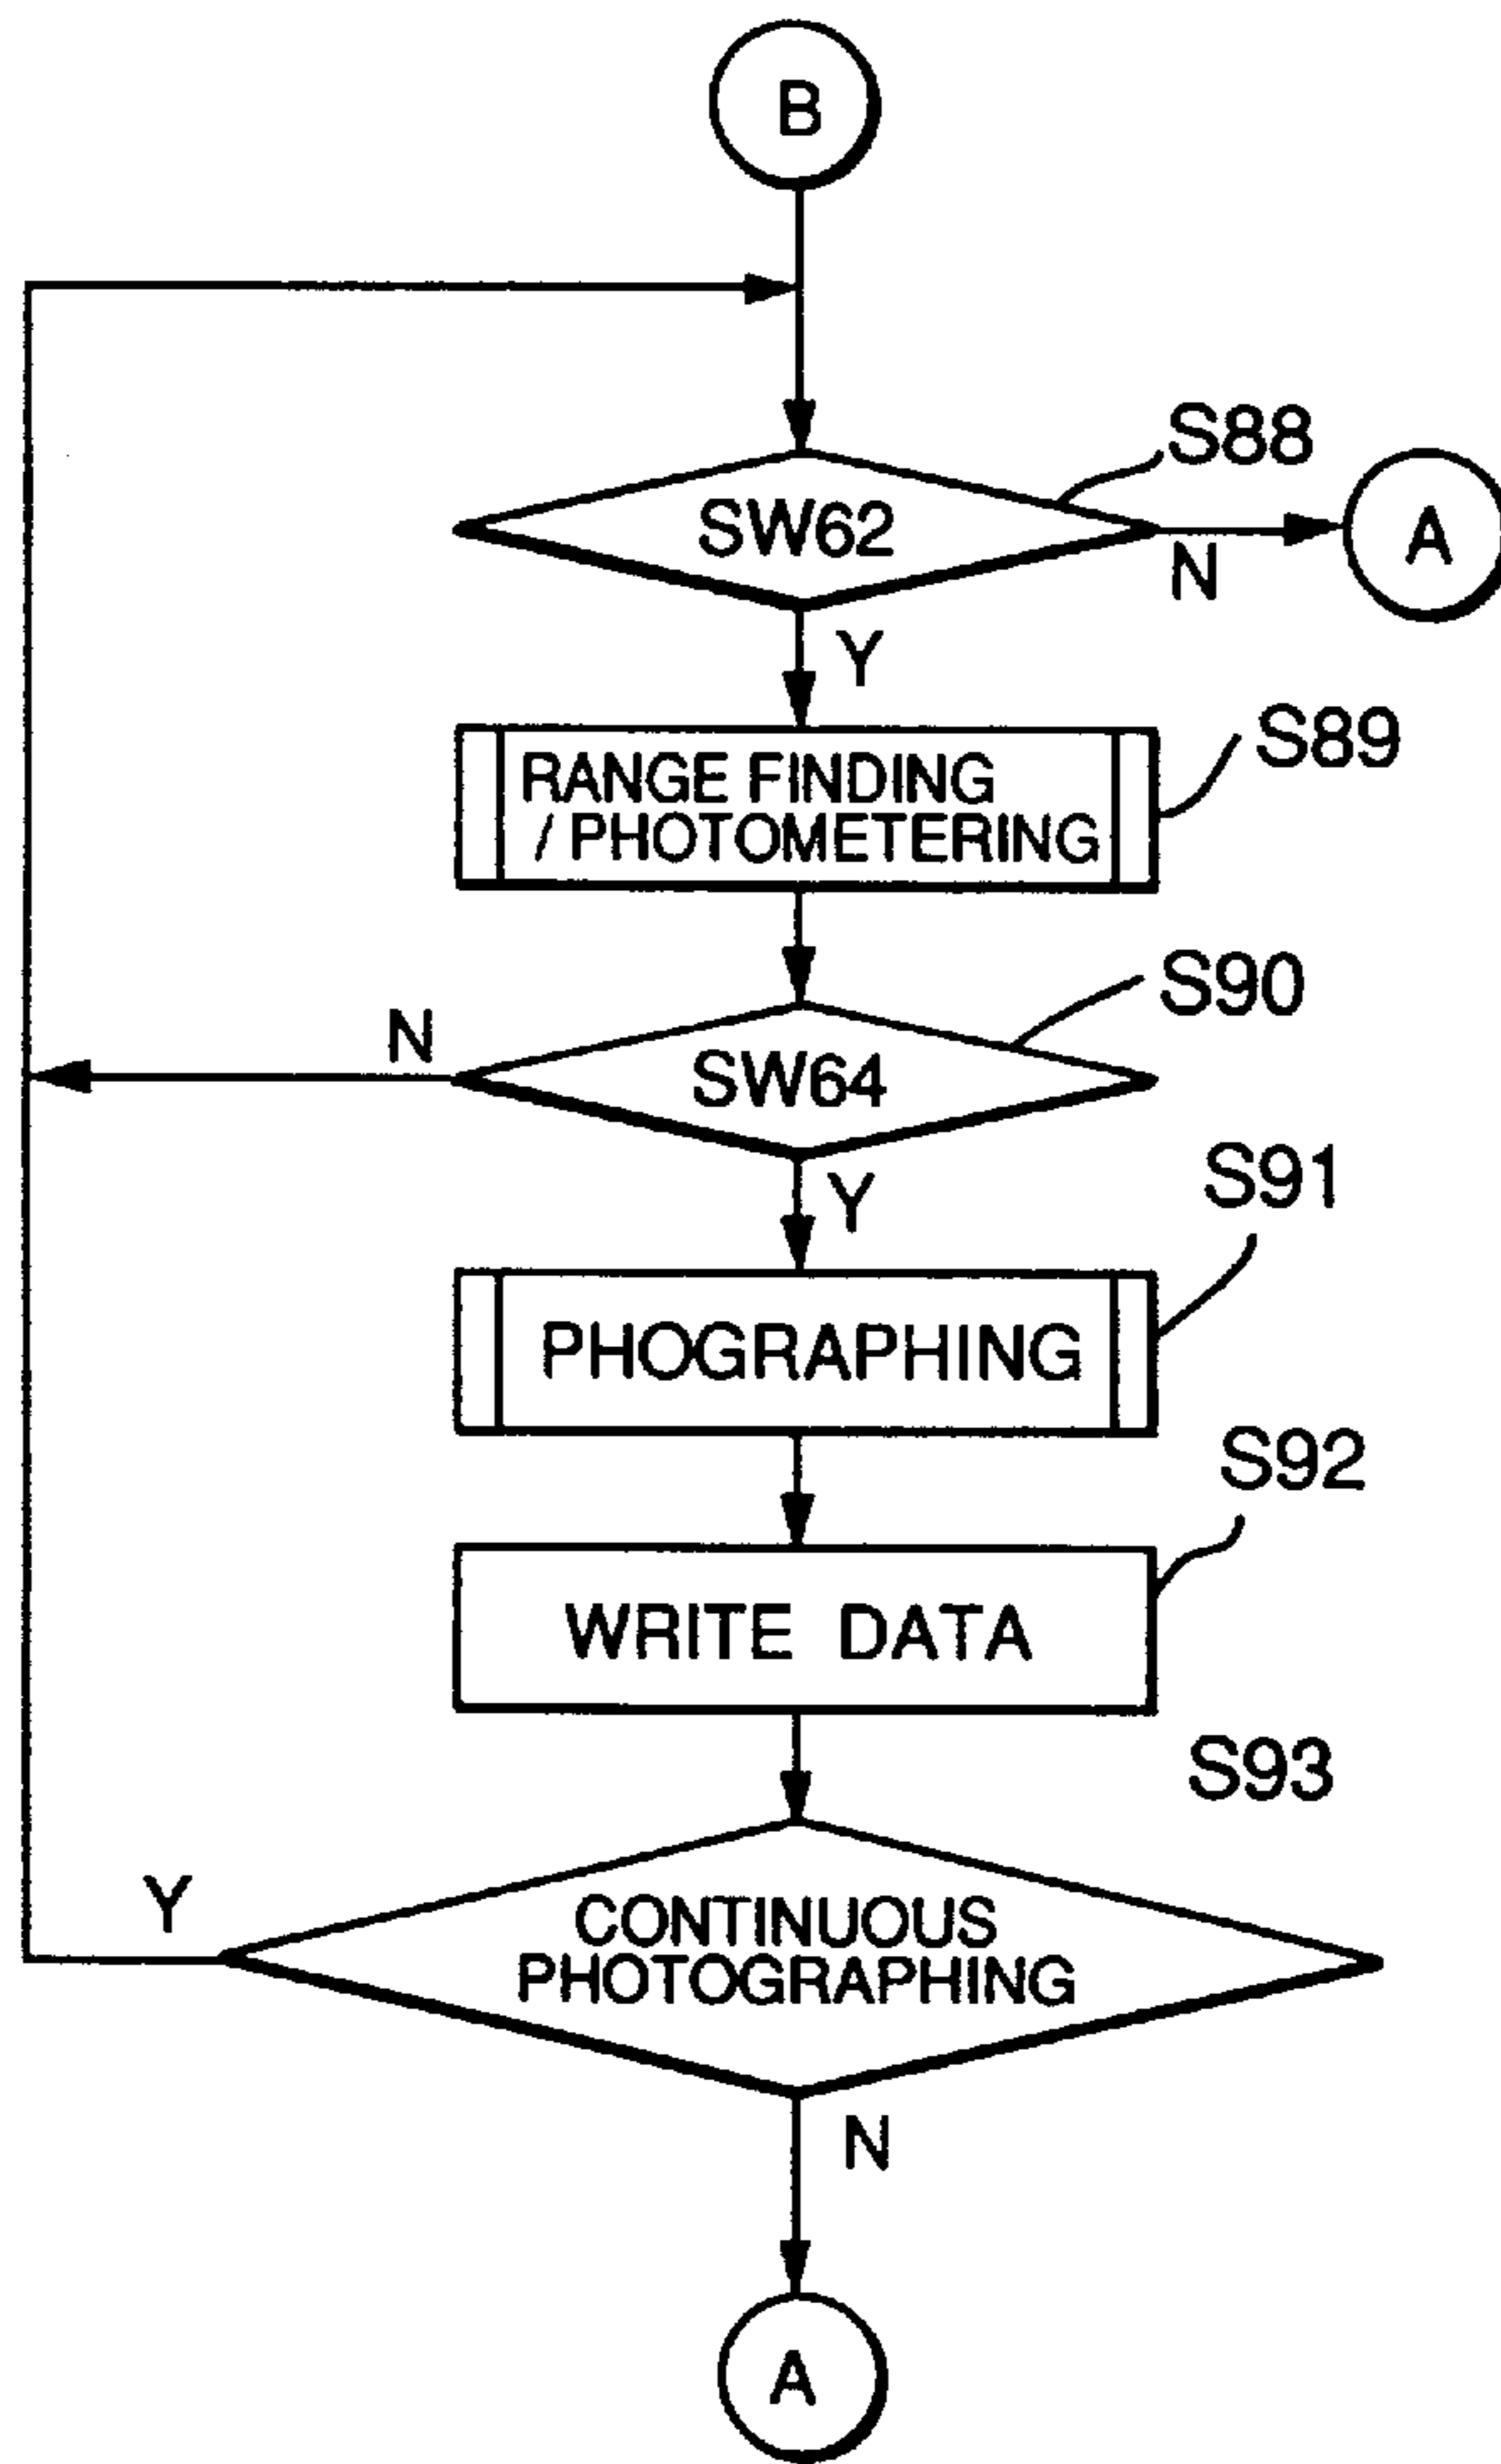 B
S88
SW62
A
N
Y
S89
RANGE FINDING
/ PHOTOMETERING
S90
N
SW64
S91
Y
PHOGRAPHING
S92
WRITE DATA
S93
Y
CONTINUOUS
PHOTOGRAPHING
N
A